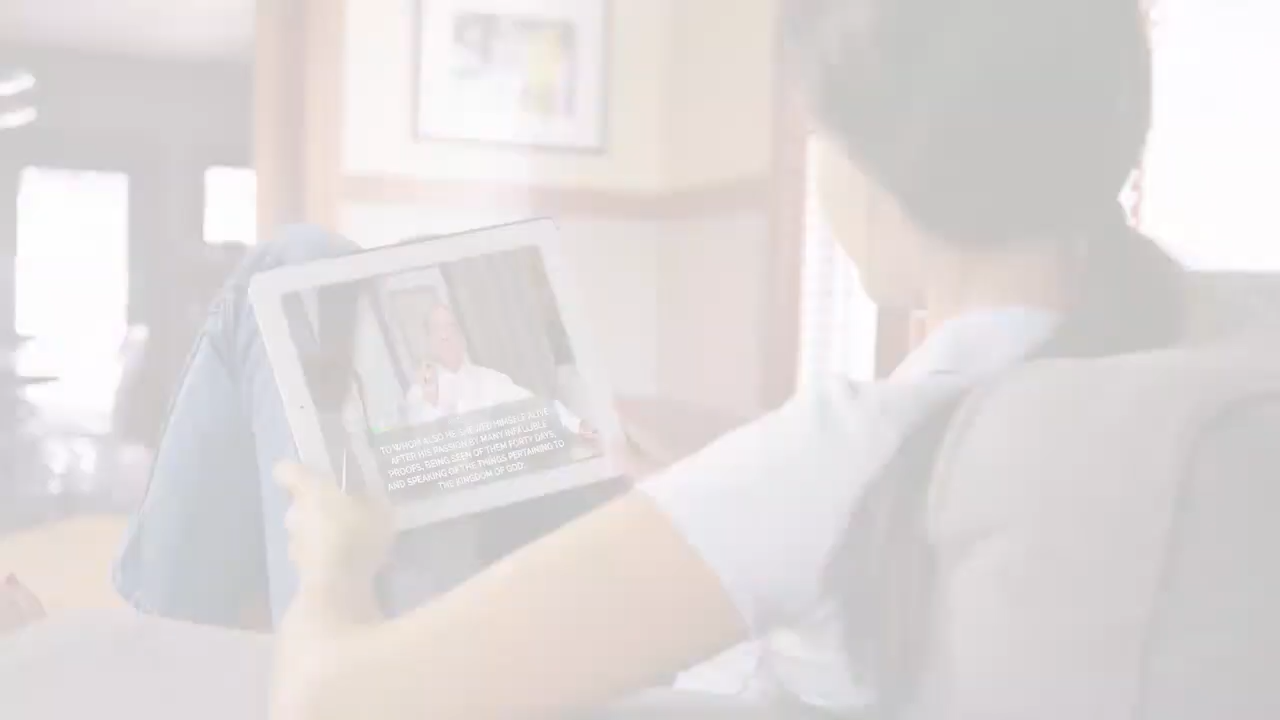 TO WHOM ALSO HE SHEWED HIMSELF ALIVE
AFTER HIS PASSION BY MANY INFALLIBLE
PROOFS, BEING SEEN OF THEM FORTY DAYS,
AND SPEAKING OF THE THINGS PERTAINING TO
THE KINGDOM OF GOD: